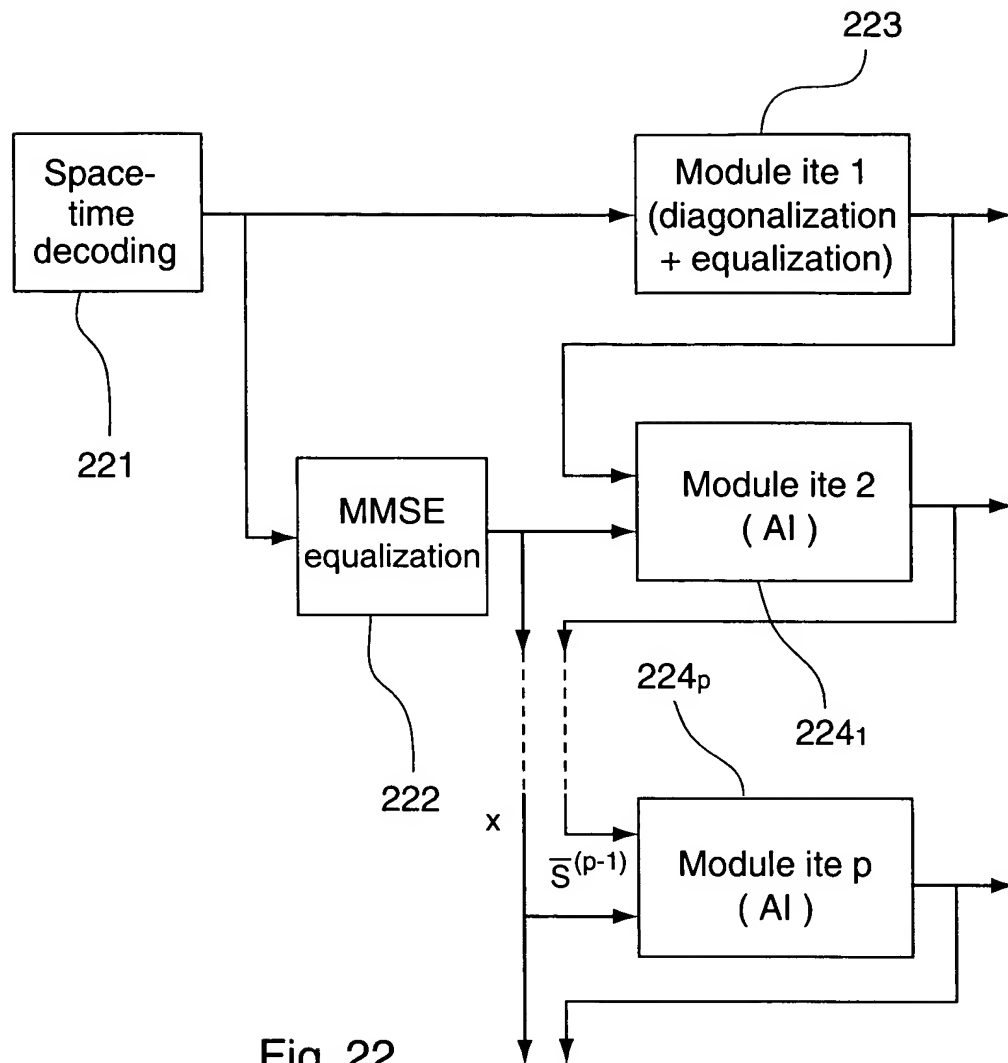 223
Space-
time
decoding
Module ite 1
(diagonalization
+ equalization)
221
MMSE
equalization
Module ite 2
( AI )
224p
2241
222
x
S̅(p-1)
Module ite p
( AI )
Fig. 22